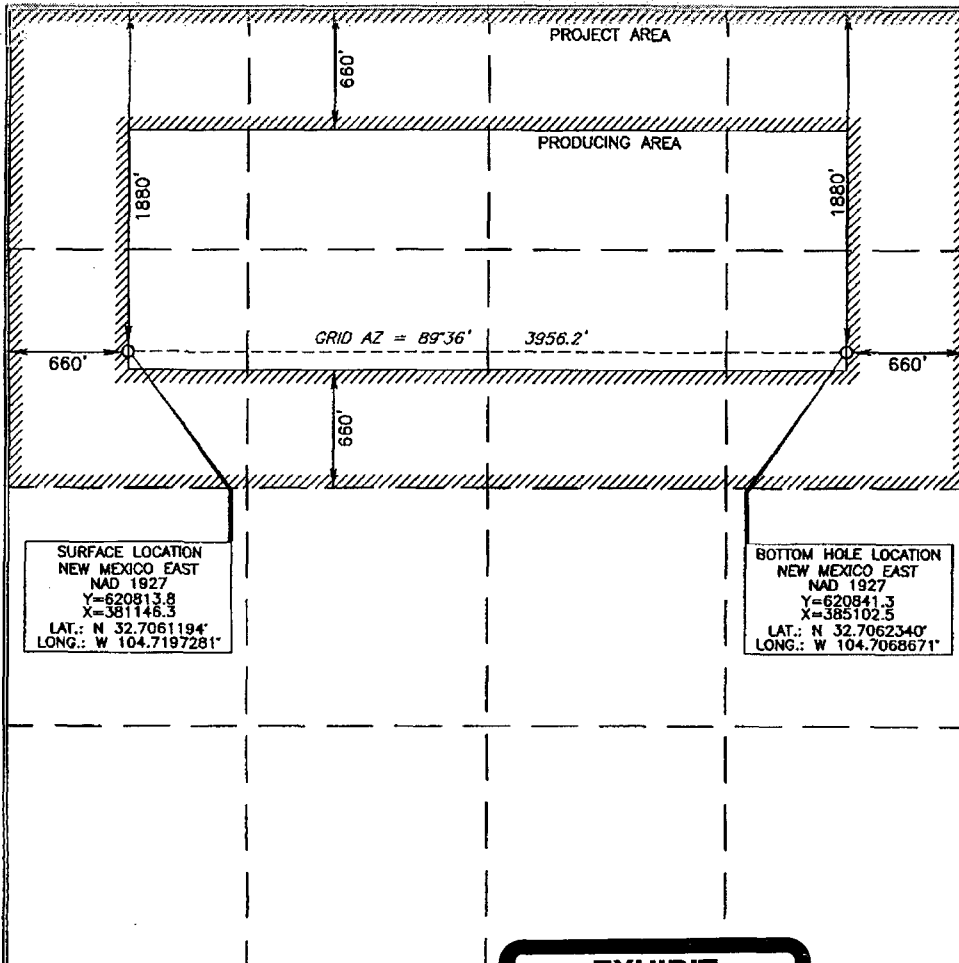 PROJECT AREA
660'
PRODUCING AREA
1880'
1880'
GRID AZ = 89°36' 3956.2'
660'
660'
660'
SURFACE LOCATION
NEW MEXICO EAST
NAD 1927
Y=620813.8
X=381146.3
LAT.: N 32.7061194°
LONG.: W 104.7197281°
BOTTOM HOLE LOCATION
NEW MEXICO EAST
NAD 1927
Y=620841.3
X=385102.5
LAT.: N 32.7062340°
LONG.: W 104.7068671°
EXHIBIT